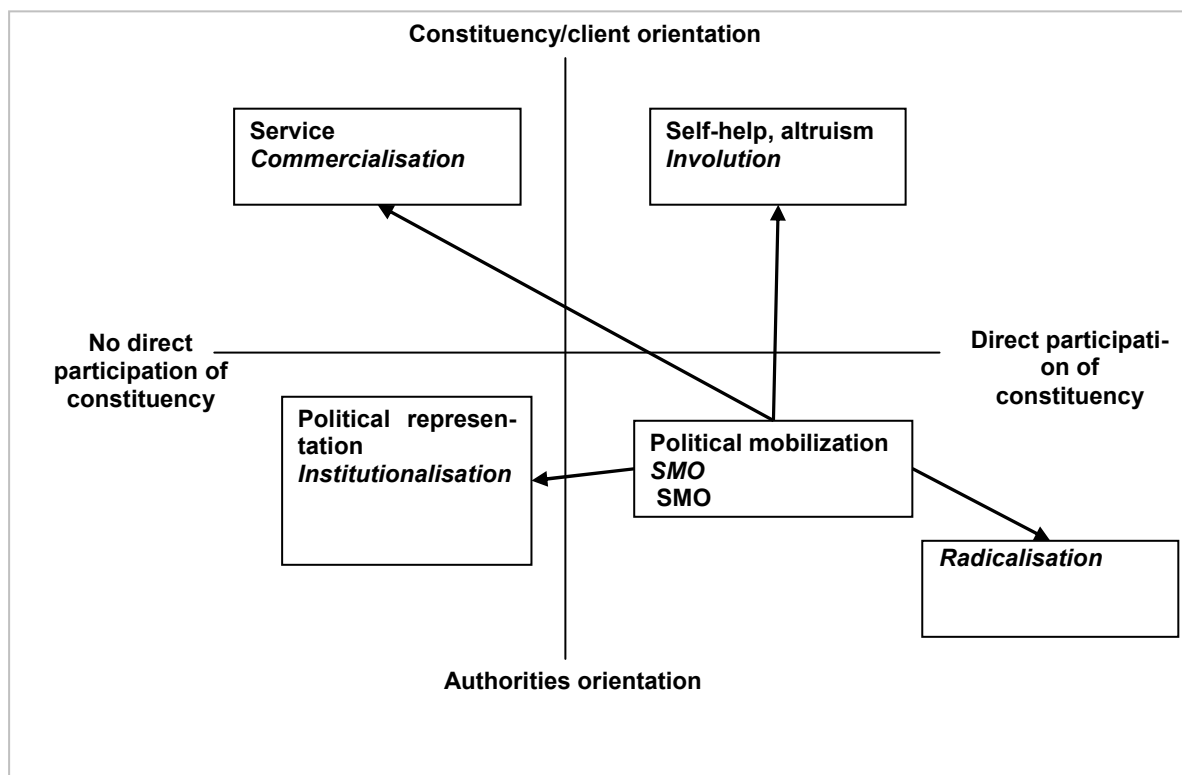 Constituency/client orientation
Service
Commercialisation
Self-help, altruism
Involution
No direct
participation of
constituency
Direct participati-
on of
constituency
Political represen-
tation
Institutionalisation
Political mobilization
SMO
SMO
Radicalisation
Authorities orientation